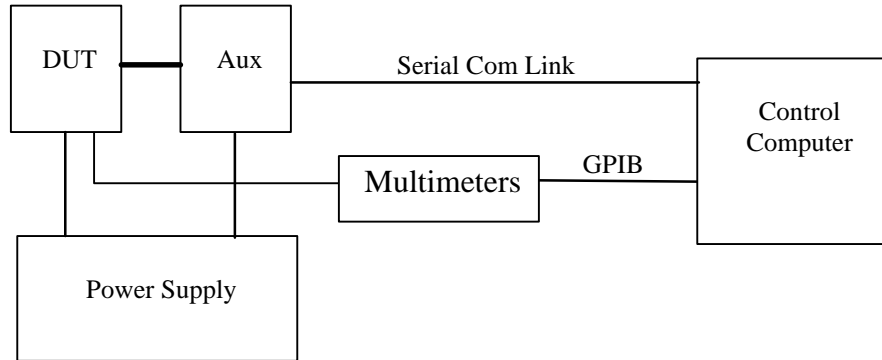 DUT
Aux
Serial Com Link
Control
Computer
Multimeters
GPIB
Power Supply